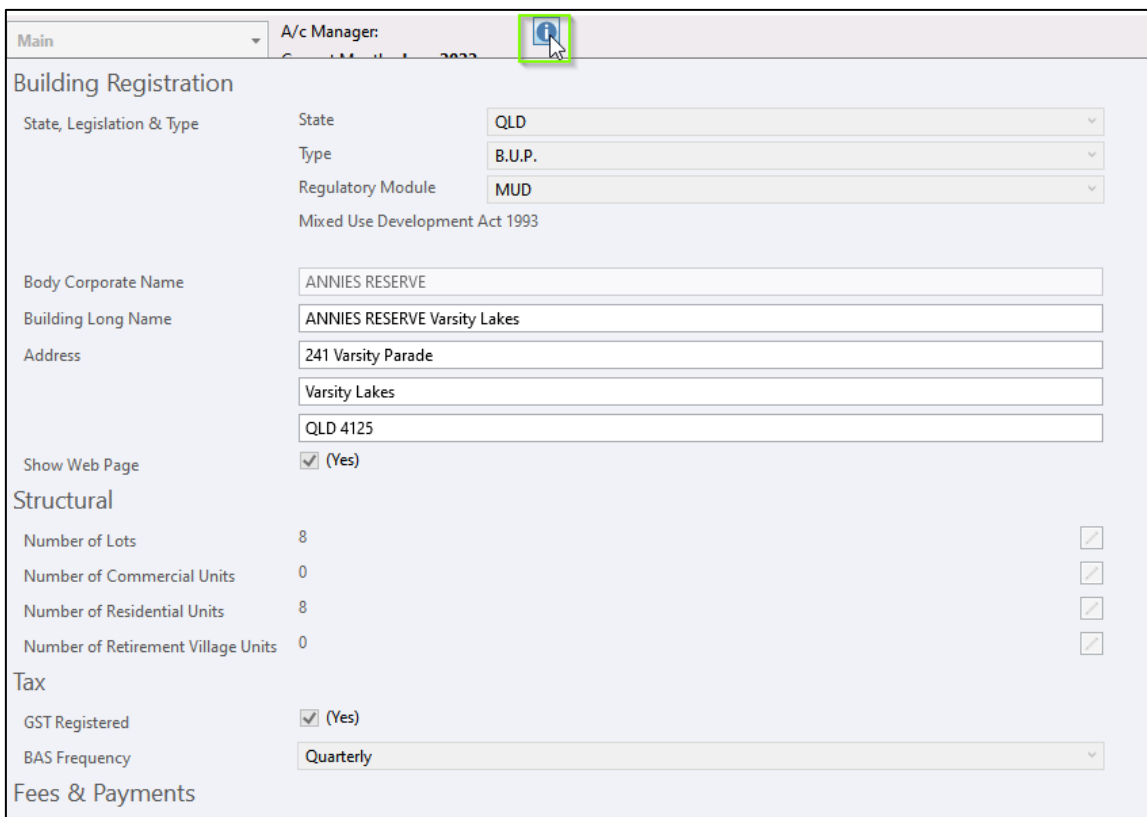 Main
A/c Manager:
Building Registration
State, Legislation & Type
State QLD
Type B.U.P.
Regulatory Module MUD
Mixed Use Development Act 1993
Body Corporate Name ANNIES RESERVE
Building Long Name ANNIES RESERVE Varsity Lakes
Address 241 Varsity Parade
Varsity Lakes
QLD 4125
Show Web Page (Yes)
Structural
Number of Lots 8
Number of Commercial Units 0
Number of Residential Units 8
Number of Retirement Village Units 0
Tax
GST Registered (Yes)
BAS Frequency Quarterly
Fees & Payments